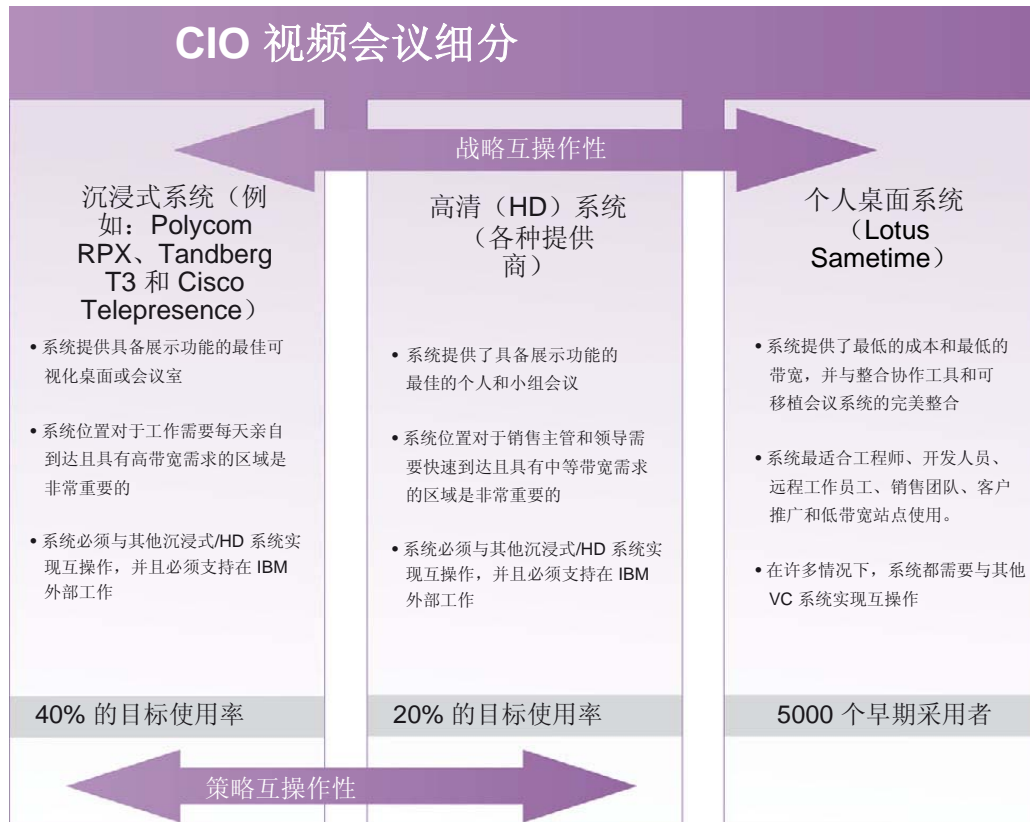 CIO 视频会议细分
战略互操作性
沉浸式系统（例
如：Polycom
RPX、Tandberg
T3 和 Cisco
Telepresence）
• 系统提供具备展示功能的最佳可
视化桌面或会议室
• 系统位置对于工作需要每天亲自
到达且具有高带宽需求的区域是
非常重要的
• 系统必须与其他沉浸式/HD 系统实
现互操作，并且必须支持在 IBM
外部工作
40% 的目标使用率
高清（HD）系统
（各种提供
商）
• 系统提供了具备展示功能的
最佳的个人和小组会议
• 系统位置对于销售主管和领导需
要快速到达且具有中等带宽需求
的区域是非常重要的
• 系统必须与其他沉浸式/HD 系统实
现互操作，并且必须支持在 IBM
外部工作
20% 的目标使用率
个人桌面系统
（Lotus
Sametime）
• 系统提供了最低的成本和最低的
带宽，并与整合协作工具和可
移植会议系统的完美整合
• 系统最适合工程师、开发人员、
远程工作员工、销售团队、客户
推广和低带宽站点使用。
• 在许多情况下，系统都需要与其他
VC 系统实现互操作
5000 个早期采用者
策略互操作性